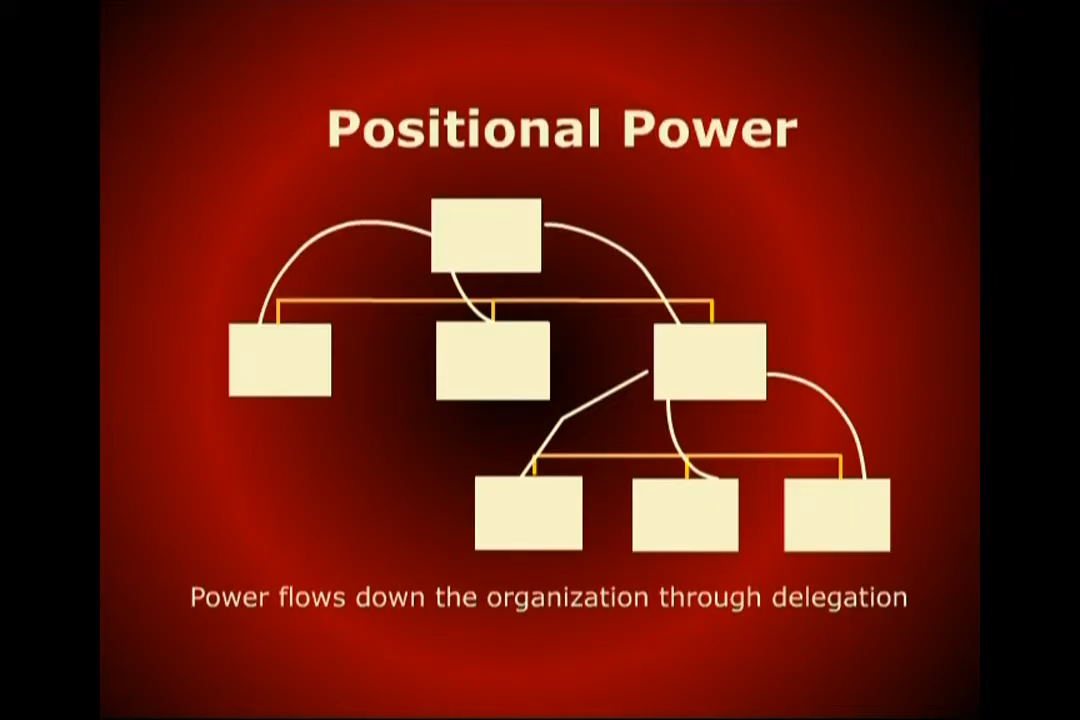 Positional Power
Power flows down the organization through delegation